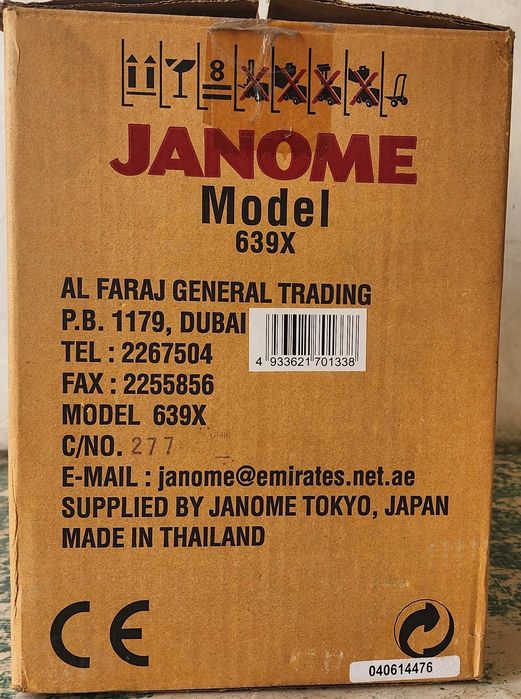 8
JANOME
Model
639X
AL FARAJ GENERAL TRADING
P.B. 1179, DUBAI
TEL : 2267504
4 933621 701338
FAX : 2255856
MODEL 639X
C/NO. 277
E-MAIL : janome@emirates.net.ae
SUPPLIED BY JANOME TOKYO, JAPAN
MADE IN THAILAND
CE
040614476